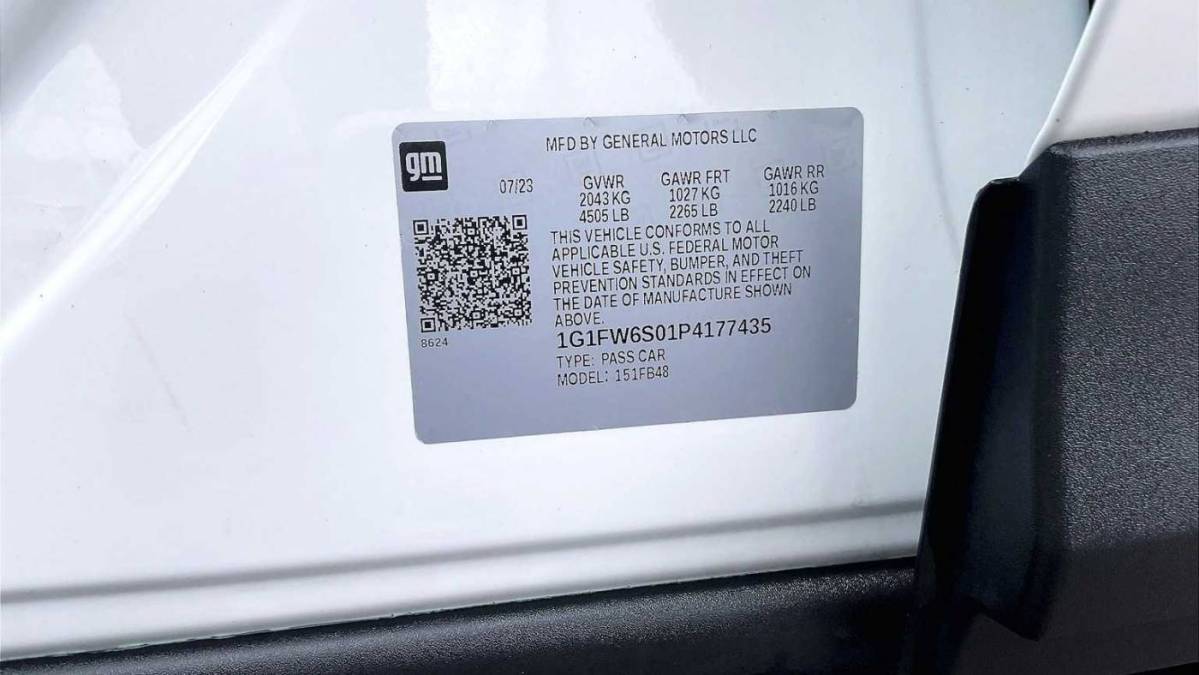 MFD BY GENERAL MOTORS LLC
gm
07/23 GVWR GAWR FRT GAWR RR
2043 KG 1027 KG 1016 KG
4505 LB 2265 LB 2240 LB
THIS VEHICLE CONFORMS TO ALL
APPLICABLE U.S. FEDERAL MOTOR
VEHICLE SAFETY, BUMPER, AND THEFT
PREVENTION STANDARDS IN EFFECT ON
THE DATE OF MANUFACTURE SHOWN
ABOVE.
8624
1G1FW6S01P4177435
TYPE: PASS CAR
MODEL: 151FB48